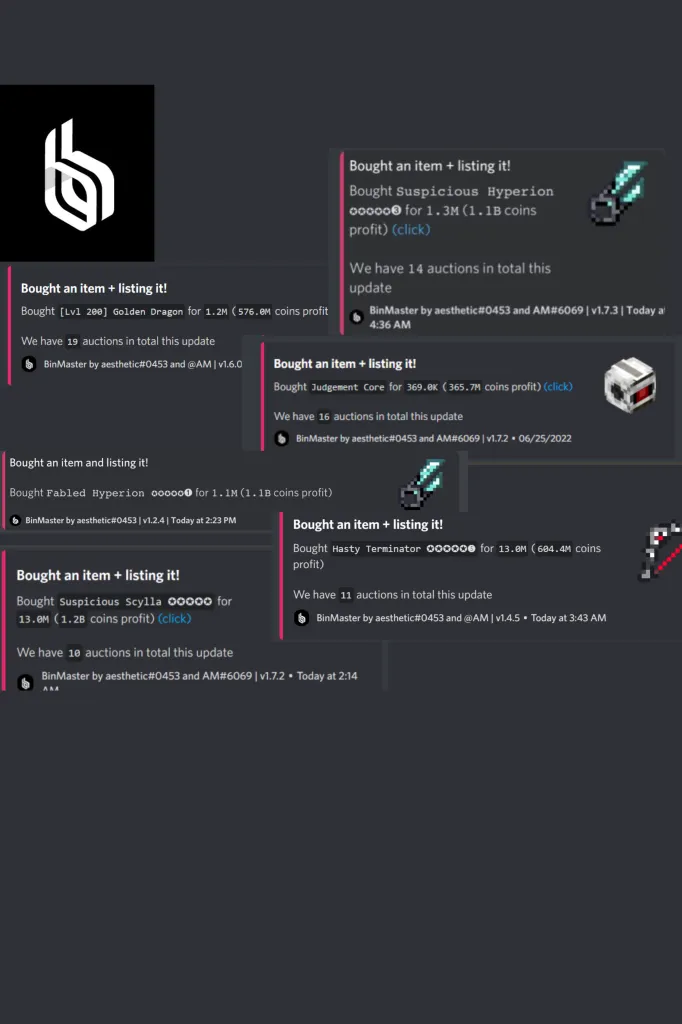 Bought an item + listing it!
Bought Suspicious Hyperion
✪✪✪✪✪➌ for 1.3M (1.1B coins
profit) (click)
We have 14 auctions in total this
update
BinMaster by aesthetic#0453 and AM#6069 | v1.7.3 | Today at
4:36 AM
Bought an item + listing it!
Bought [Lvl 200] Golden Dragon for 1.2M (576.0M coins profit
We have 19 auctions in total this update
BinMaster by aesthetic#0453 and @AM | v1.6.0
Bought an item + listing it!
Bought Judgement Core for 369.0K (365.7M coins profit) (click)
We have 16 auctions in total this update
BinMaster by aesthetic#0453 and AM#6069 | v1.7.2 • 06/25/2022
Bought an item and listing it!
Bought Fabled Hyperion ✪✪✪✪✪➊ for 1.1M (1.1B coins profit)
BinMaster by aesthetic#0453 | v1.2.4 | Today at 2:23 PM
Bought an item + listing it!
Bought Hasty Terminator ✪✪✪✪✪➎ for 13.0M (604.4M coins
profit)
We have 11 auctions in total this update
BinMaster by aesthetic#0453 and @AM | v1.4.5 • Today at 3:43 AM
Bought an item + listing it!
Bought Suspicious Scylla ✪✪✪✪✪ for
13.0M (1.2B coins profit) (click)
We have 10 auctions in total this update
BinMaster by aesthetic#0453 and AM#6069 | v1.7.2 • Today at 2:14
AM